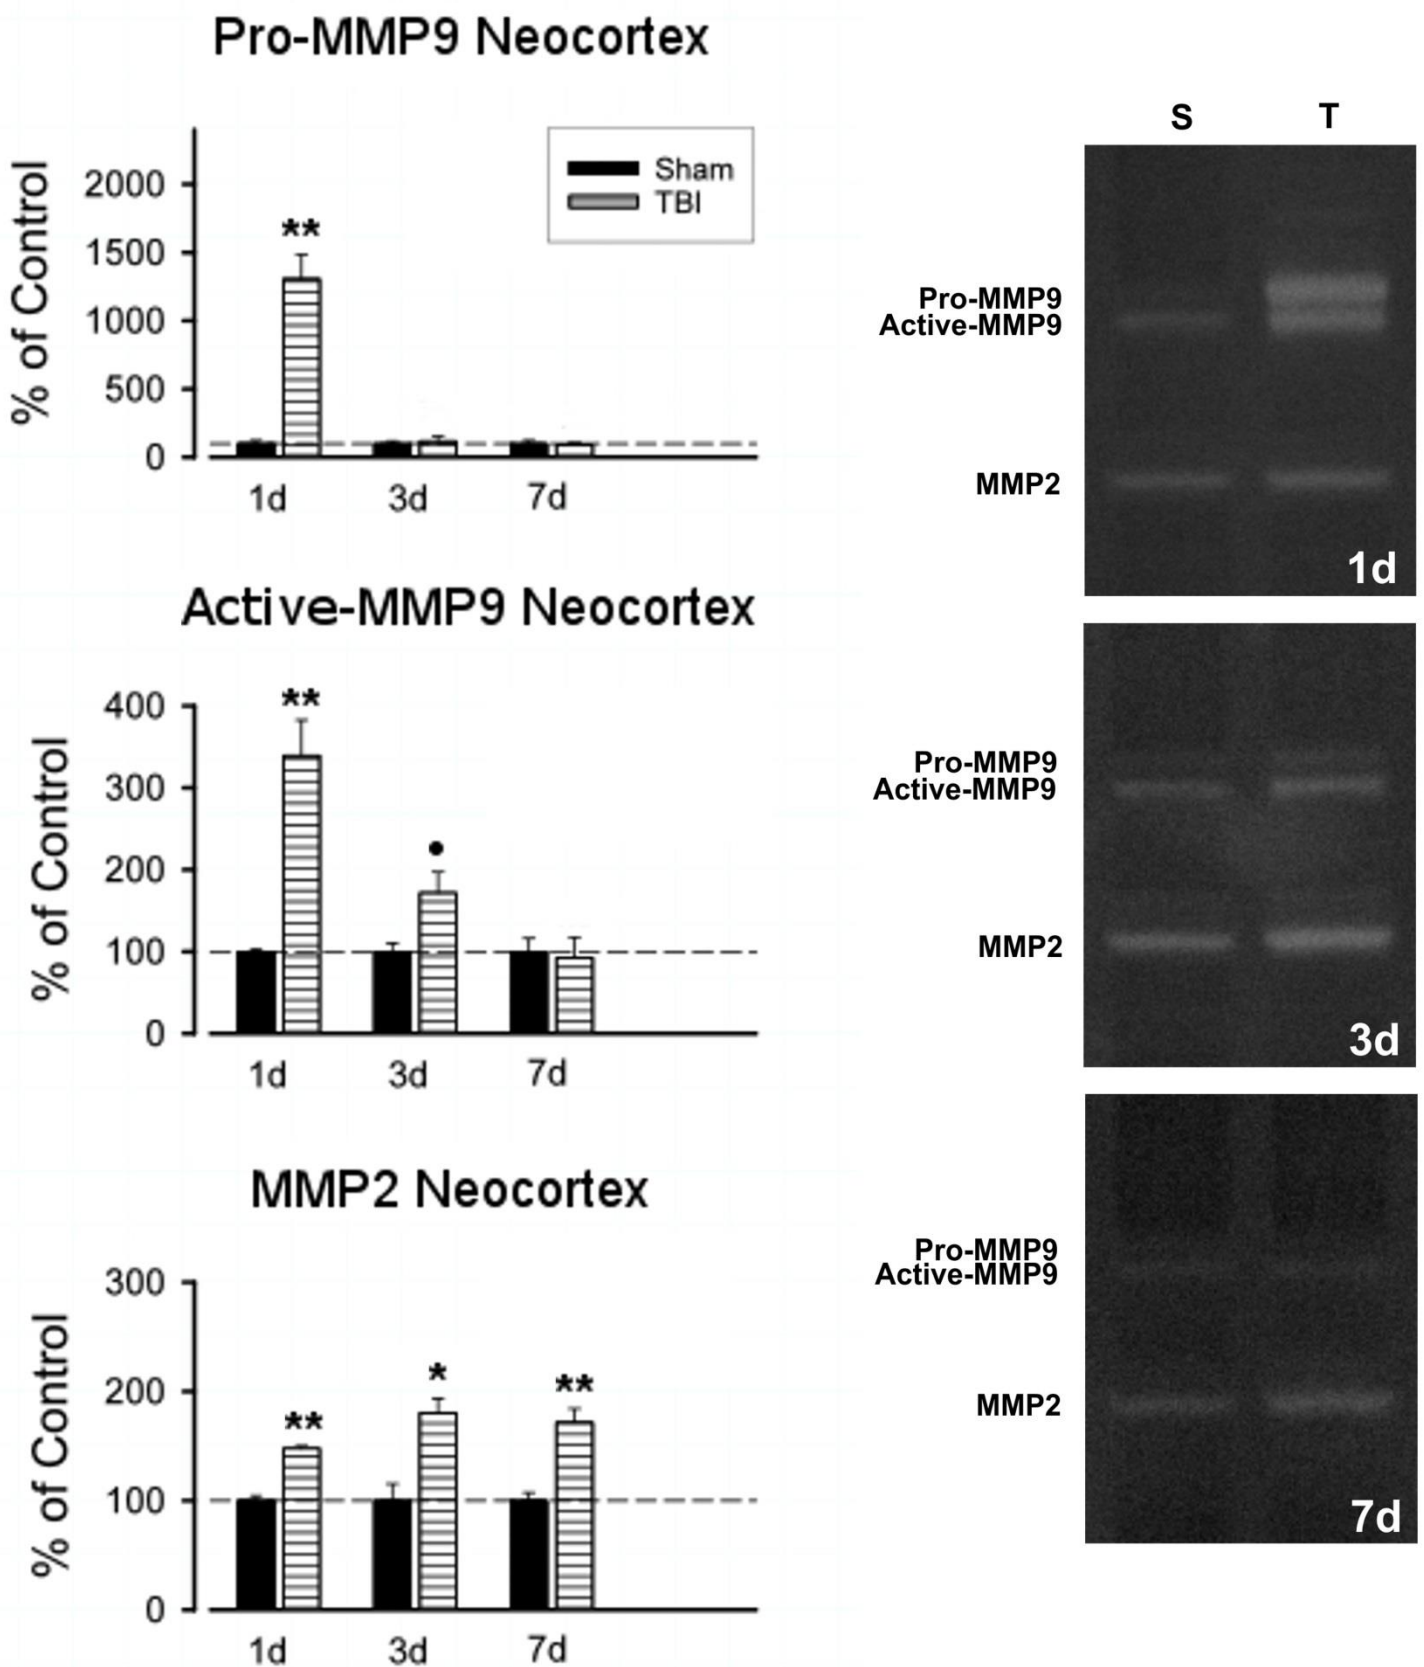 Pro-MMP9 Neocortex
% of Control
2000
1500
1000
500
0
**
Sham
TBI
1d 3d 7d
Active-MMP9 Neocortex
% of Control
400
300
200
100
0
**
•
1d 3d 7d
MMP2 Neocortex
% of Control
300
200
100
0
**
*
**
1d 3d 7d
S T
Pro-MMP9
Active-MMP9
MMP2
1d
Pro-MMP9
Active-MMP9
MMP2
3d
Pro-MMP9
Active-MMP9
MMP2
7d